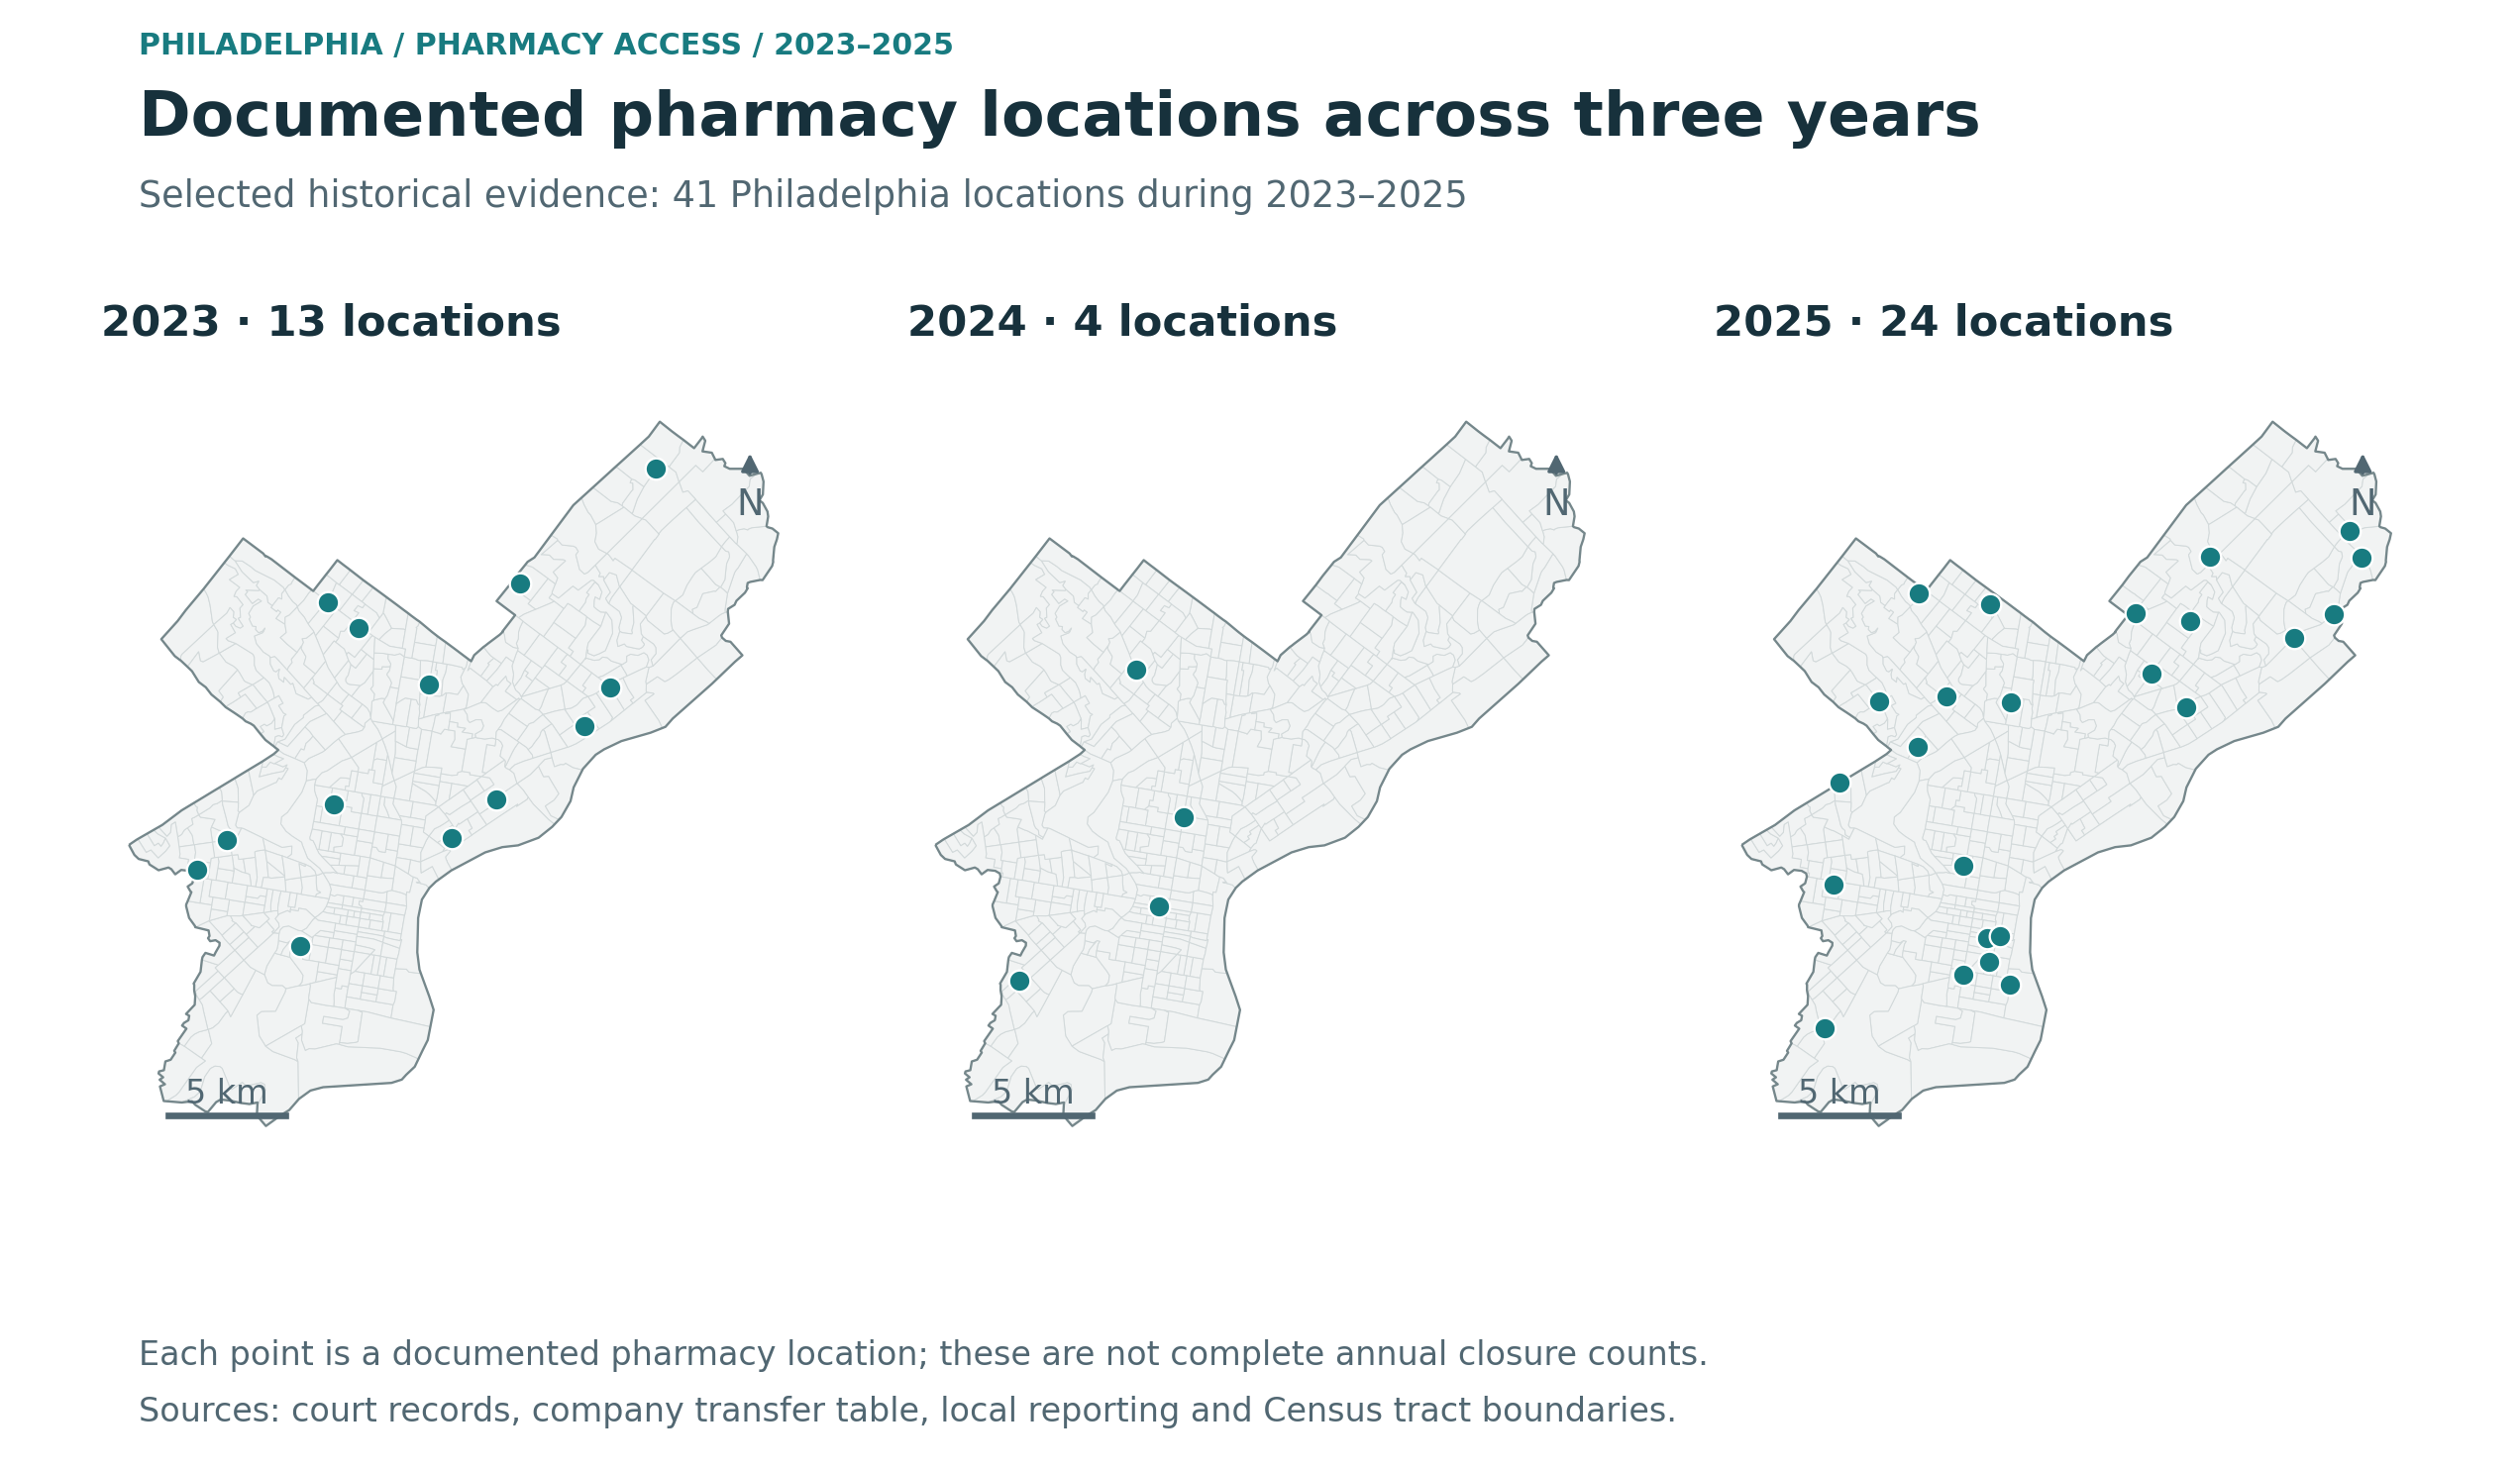 PHILADELPHIA / PHARMACY ACCESS / 2023–2025
Documented pharmacy locations across three years
Selected historical evidence: 41 Philadelphia locations during 2023–2025
2023 · 13 locations
2024 · 4 locations
2025 · 24 locations
N
N
N
5 km
5 km
5 km
Each point is a documented pharmacy location; these are not complete annual closure counts.
Sources: court records, company transfer table, local reporting and Census tract boundaries.